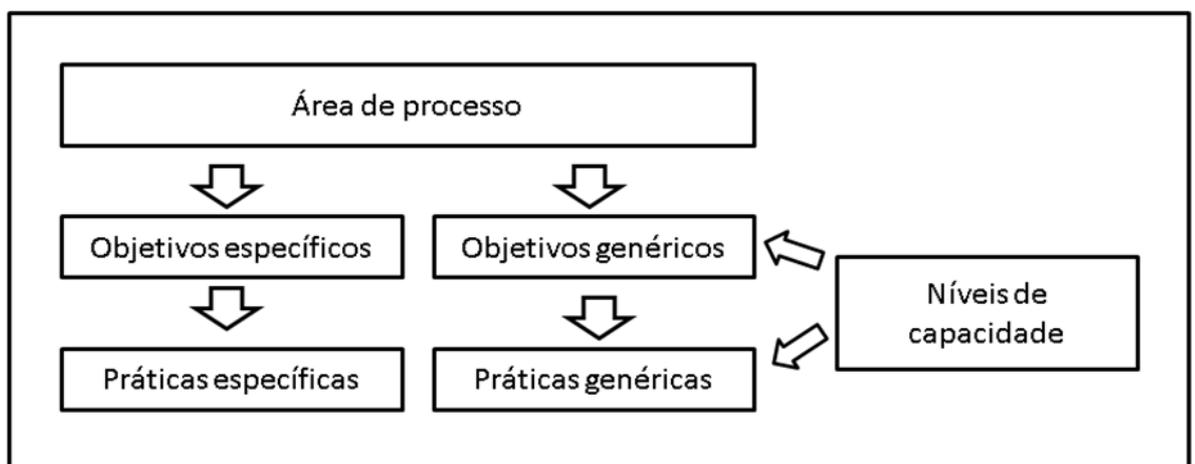 Área de processo
Objetivos específicos
Objetivos genéricos
Níveis de
capacidade
Práticas específicas
Práticas genéricas